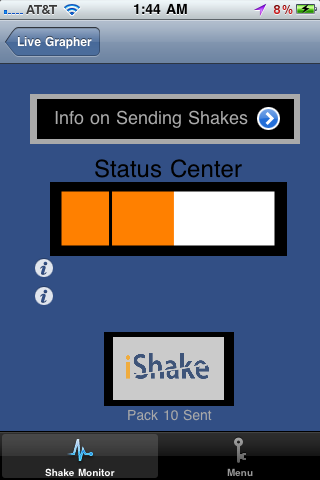 AT&T 1:44 AM 8%
Live Grapher
Info on Sending Shakes
Status Center
i
i
iShake
Pack 10 Sent
Shake Monitor Menu